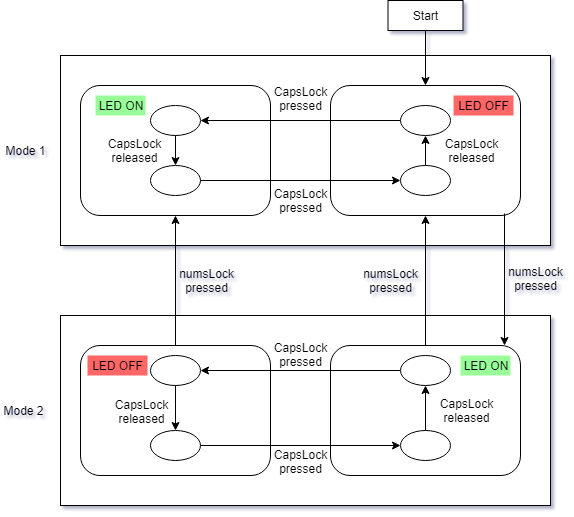 Start
CapsLock
pressed
LED ON
LED OFF
CapsLock
released
CapsLock
released
Mode 1
CapsLock
pressed
numsLock
pressed
numsLock
pressed
numsLock
pressed
CapsLock
pressed
LED OFF
LED ON
CapsLock
released
CapsLock
released
Mode 2
CapsLock
pressed